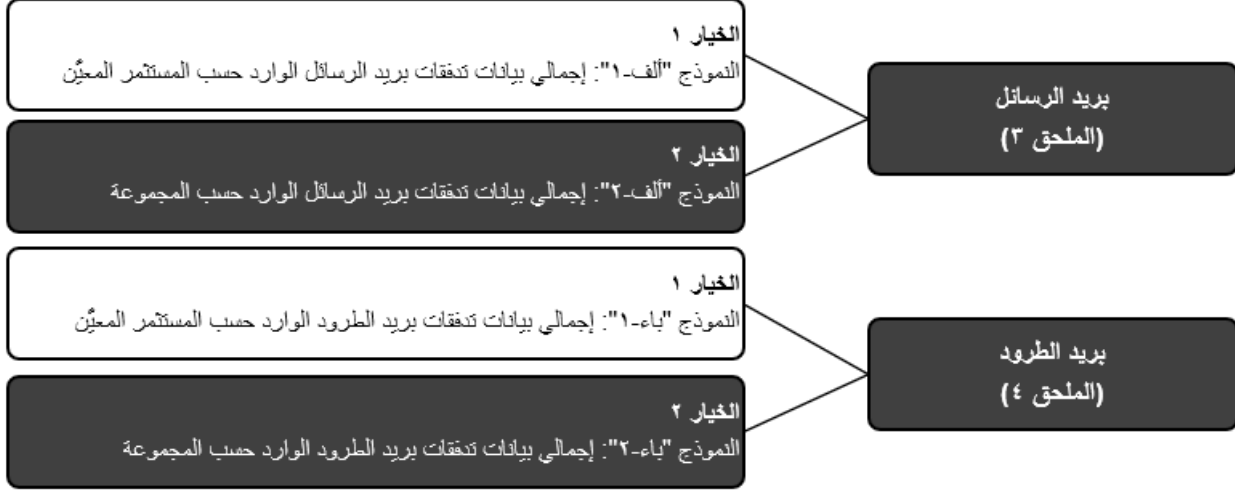 بريد الرسائل
(الملحق ٣)
الخيار ١
النموذج "ألف-١": إجمالي بيانات تدفقات بريد الرسائل الوارد حسب المستثمر المعيَّن
الخيار ٢
النموذج "ألف-٢": إجمالي بيانات تدفقات بريد الرسائل الوارد حسب المجموعة
بريد الطرود
(الملحق ٤)
الخيار ١
النموذج "باء-١": إجمالي بيانات تدفقات بريد الطرود الوارد حسب المستثمر المعيَّن
الخيار ٢
النموذج "باء-٢": إجمالي بيانات تدفقات بريد الطرود الوارد حسب المجموعة